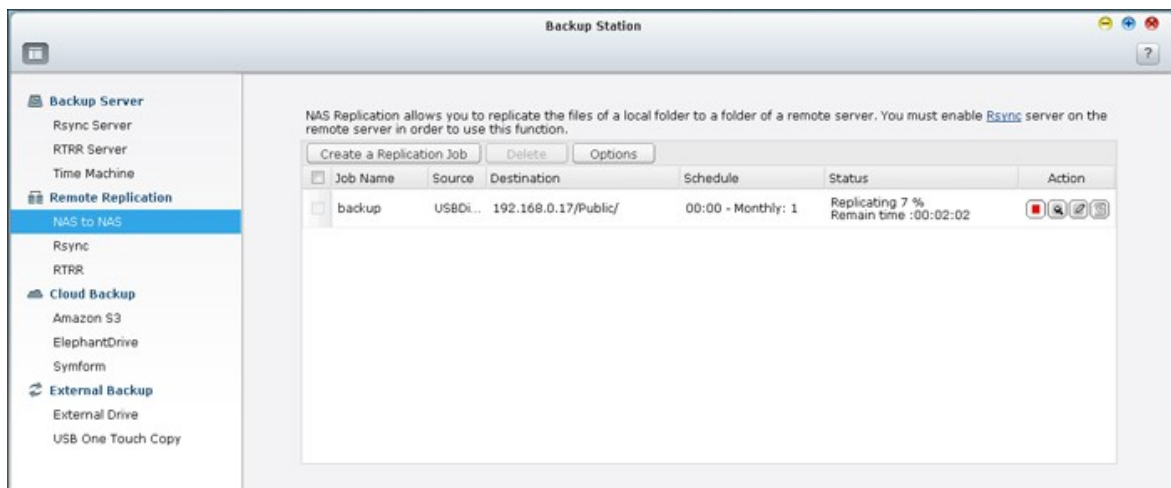 Backup Station
?
Backup Server
Rsync Server
RTRR Server
Time Machine
Remote Replication
NAS to NAS
Rsync
RTRR
Cloud Backup
Amazon S3
ElephantDrive
Symform
External Backup
External Drive
USB One Touch Copy
NAS Replication allows you to replicate the files of a local folder to a folder of a remote server. You must enable Rsync server on the
remote server in order to use this function.
Create a Replication Job Delete Options
Job Name Source Destination Schedule Status Action
backup USBDi... 192.168.0.17/Public/ 00:00 - Monthly: 1 Replicating 7 %
Remain time :00:02:02